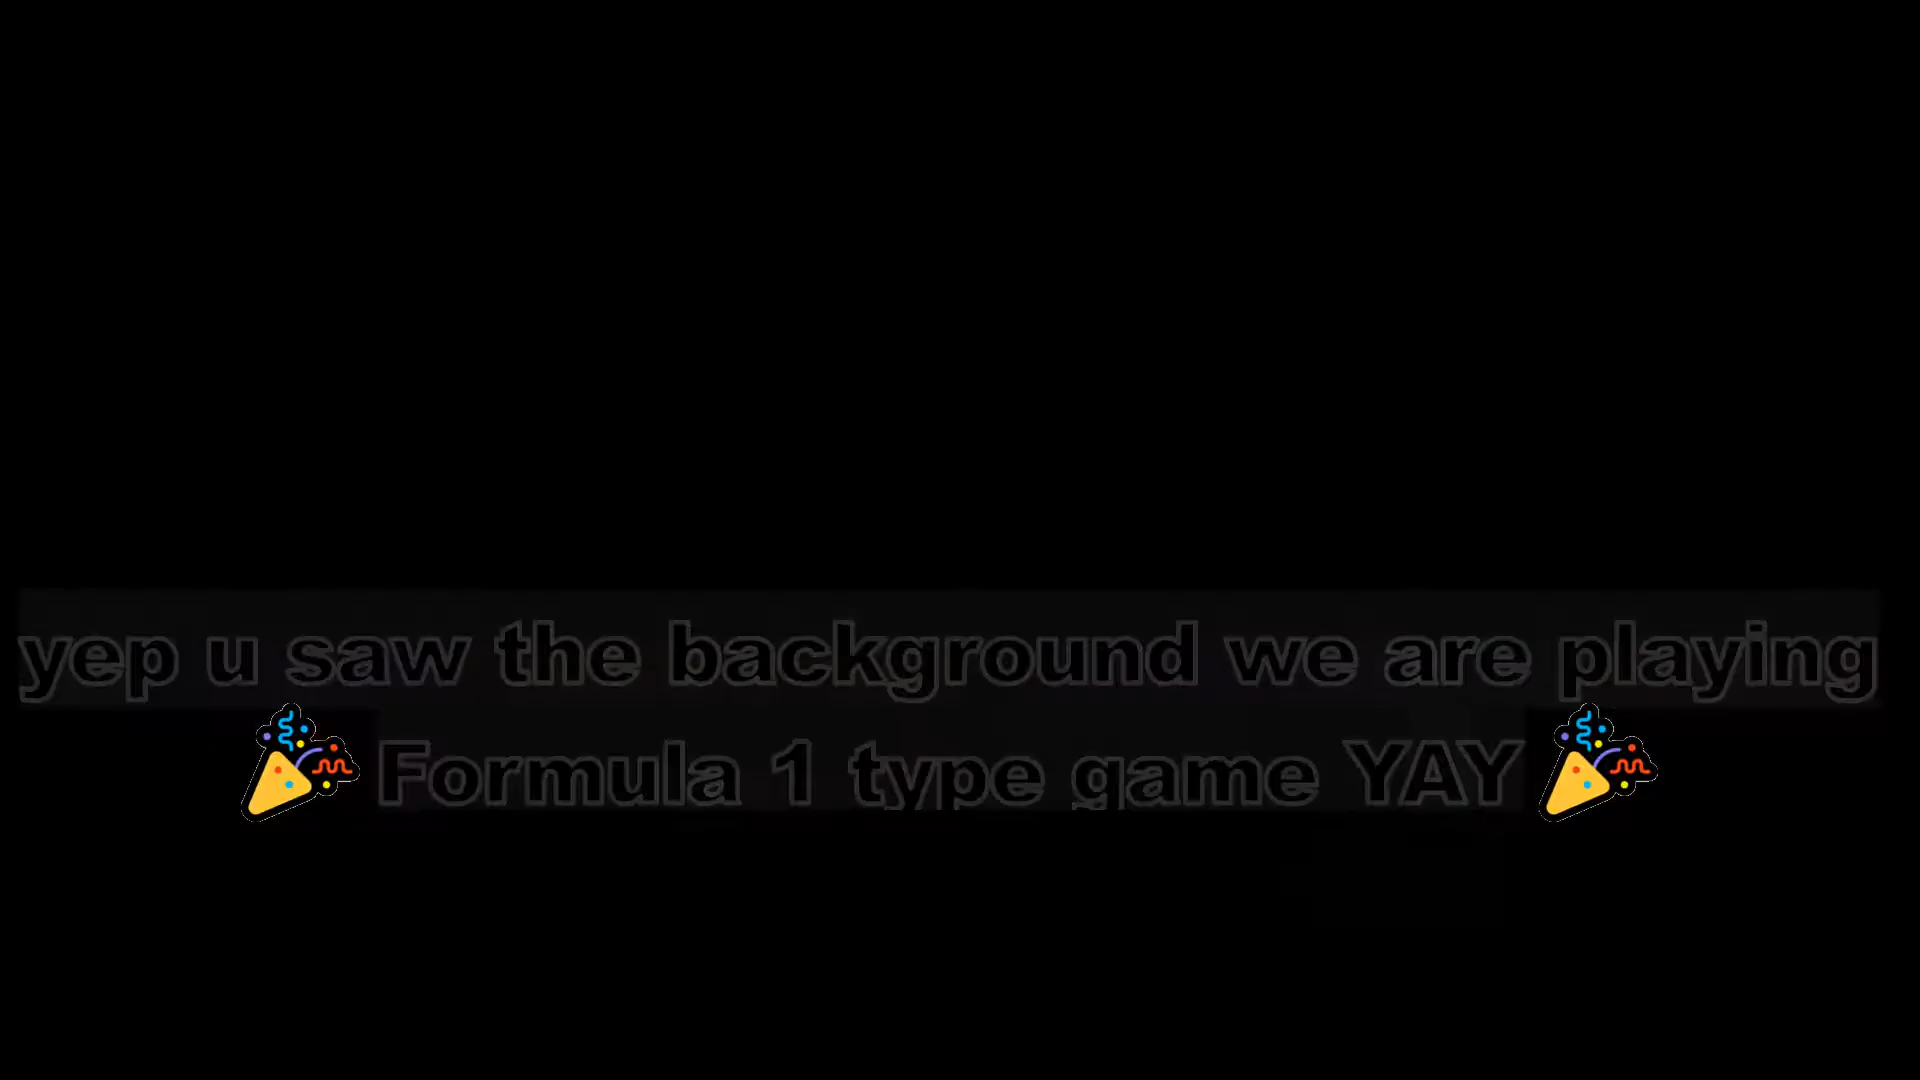 yep u saw the background we are playing
🎉 Formula 1 type game YAY 🎉